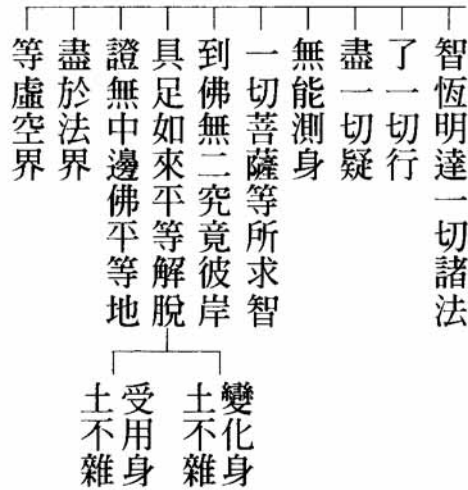 智恆明達一切諸法
了一切行
盡一切疑
無能測身
一切菩薩等所求智
到佛無二究竟彼岸
具足如來平等解脫
證無中邊佛平等地
盡於法界
等虛空界
變化身
土不雜
受用身
土不雜